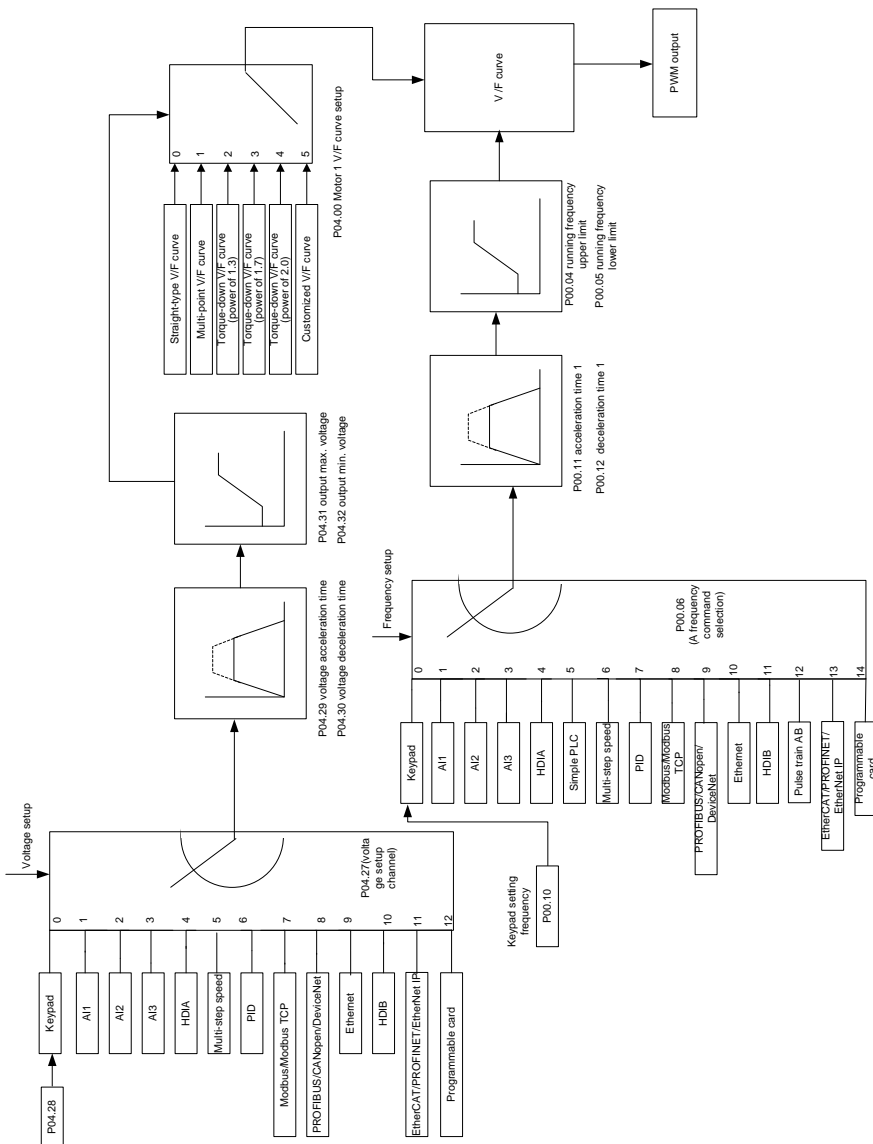 Voltage setup
P04.28
Keypad
AI1
AI2
AI3
HDIA
Multi-step speed
PID
Modbus/Modbus TCP
PROFIBUS/CANopen/DeviceNet
Ethernet
HDIB
EtherCAT/PROFINET/EtherNet IP
Programmable card
0
1
2
3
4
5
6
7
8
9
10
11
12
P04.27(volta
ge setup
channel)
P04.29 voltage acceleration time
P04.30 voltage deceleration time
P04.31 output max. voltage
P04.32 output min. voltage
Straight-type V/F curve
Multi-point V/F curve
Torque-down V/F curve
(power of 1.3)
Torque-down V/F curve
(power of 1.7)
Torque-down V/F curve
(power of 2.0)
Customized V/F curve
0
1
2
3
4
5
P04.00 Motor 1 V/F curve setup
Frequency setup
Keypad setting
frequency
P00.10
Keypad
AI1
AI2
AI3
HDIA
Simple PLC
Multi-step speed
PID
Modbus/Modbus
TCP
PROFIBUS/CANopen/
DeviceNet
Ethernet
HDIB
Pulse train AB
EtherCAT/PROFINET/
EtherNet IP
Programmable
card
0
1
2
3
4
5
6
7
8
9
10
11
12
13
14
P00.06
(A frequency
command
selection)
P00.11 acceleration time 1
P00.12 deceleration time 1
P00.04 running frequency
upper limit
P00.05 running frequency
lower limit
V /F curve
PWM output